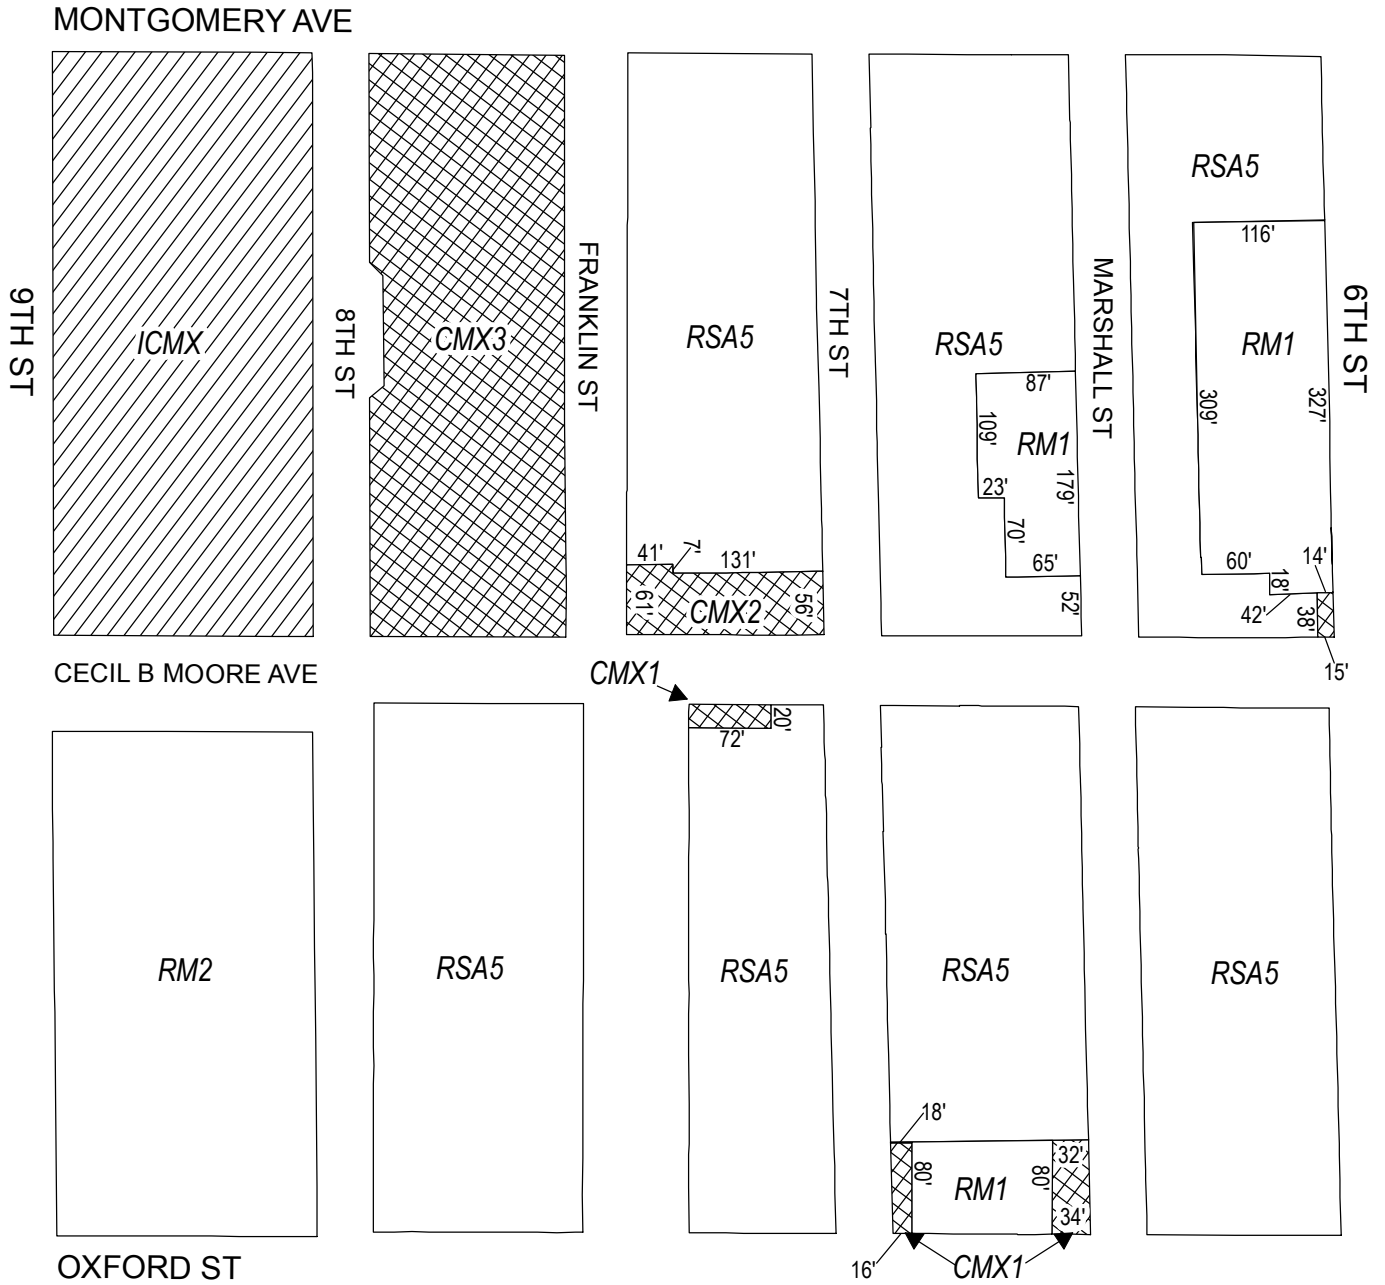 MONTGOMERY AVE
RSA5
116'
9TH ST
ICMX
8TH ST
CMX3
FRANKLIN ST
RSA5
7TH ST
RSA5
MARSHALL ST
RM1
6TH ST
87'
109'
RM1
179'
23'
70'
65'
52'
309'
327'
41'
7'
131'
61'
CMX2
56'
60'
18'
14'
42'
38'
15'
CECIL B MOORE AVE
CMX1
72'
20'
RM2
RSA5
RSA5
RSA5
RSA5
18'
80'
RM1
80'
32'
34'
16'
CMX1
OXFORD ST